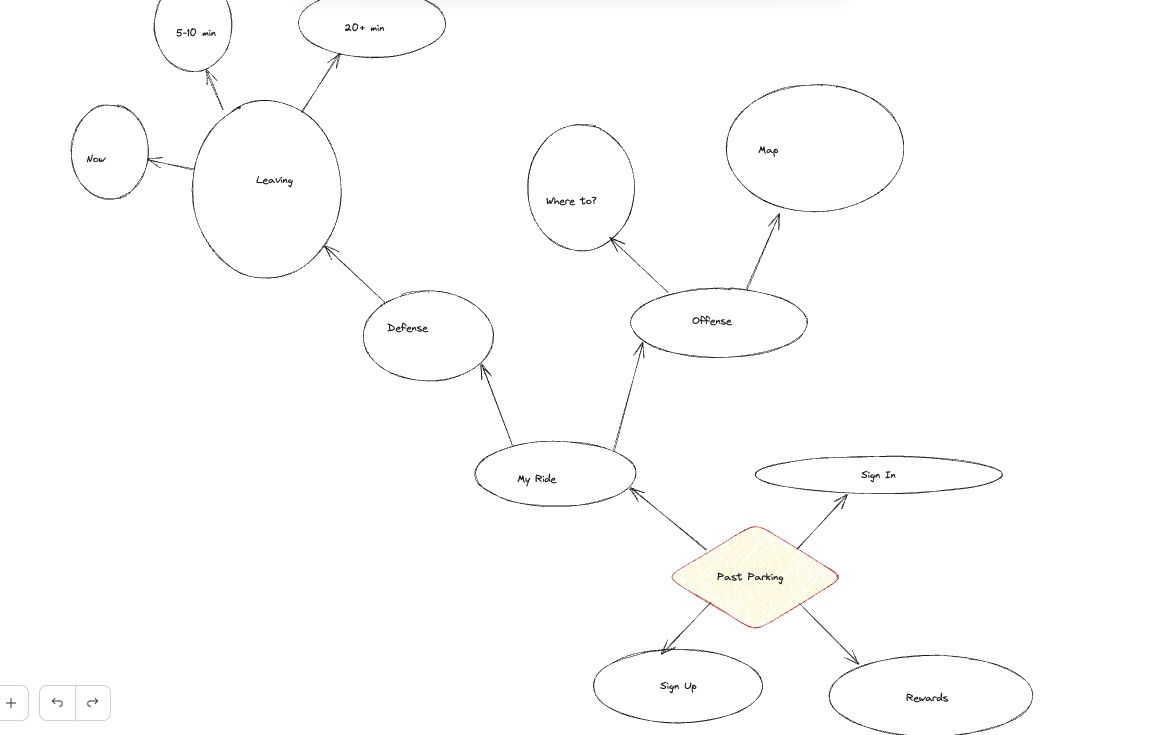 5-10 min
20+ min
Now
Leaving
Where to?
Map
Defense
Offense
My Ride
Sign In
Past Parking
Sign Up
Rewards